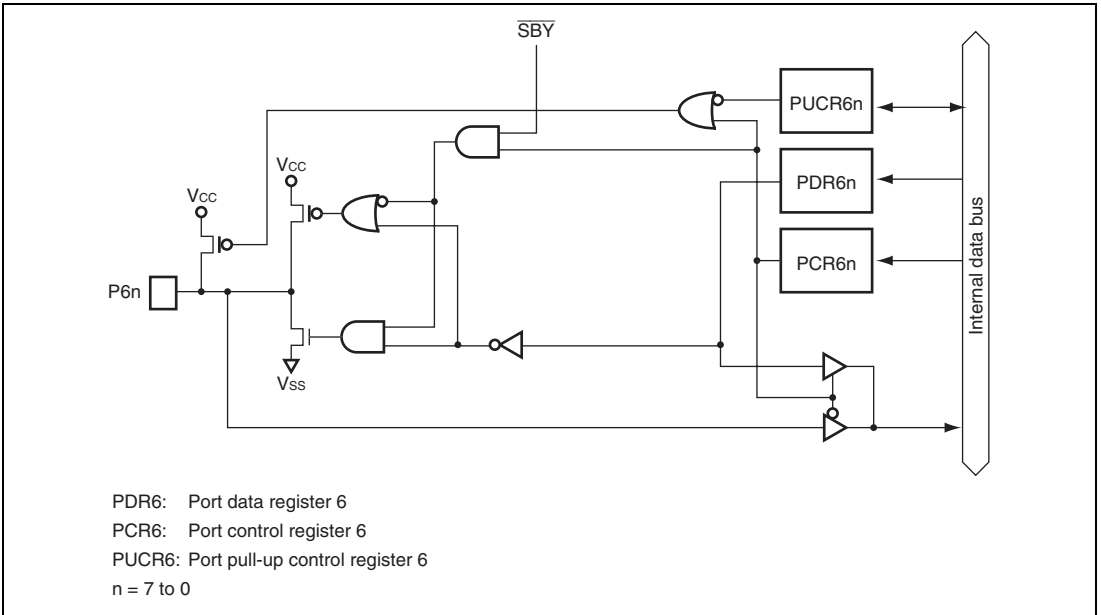 SBY
PUCR6n
VCC
PDR6n
VCC
PCR6n
P6n
Internal data bus
VSS
PDR6: Port data register 6
PCR6: Port control register 6
PUCR6: Port pull-up control register 6
n = 7 to 0